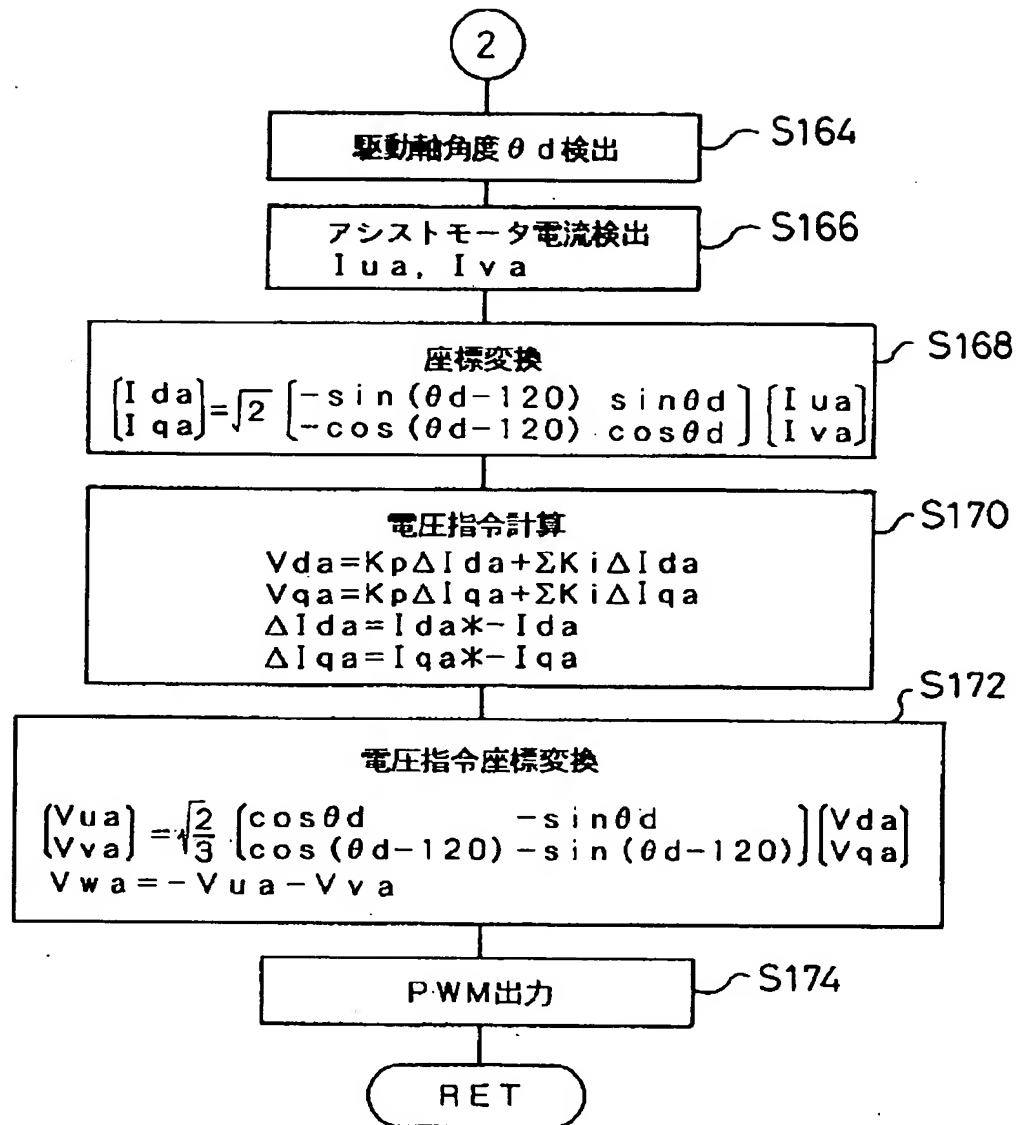 2
駆動軸角度θd検出
S164
アシストモータ電流検出
Iua, Iva
S166
座標変換
[Ida] = √2 [-sin(θd-120) sinθd] [Iua]
[Iqa] [-cos(θd-120) cosθd] [Iva]
S168
電圧指令計算
Vda=KpΔIda+ΣKiΔIda
Vqa=KpΔIqa+ΣKiΔIqa
ΔIda=Ida*-Ida
ΔIqa=Iqa*-Iqa
S170
電圧指令座標変換
[Vua] = √2/3 [cosθd -sinθd] [Vda]
[Vva] [cos(θd-120) -sin(θd-120)] [Vqa]
Vwa=-Vua-Vva
S172
PWM出力
S174
RET